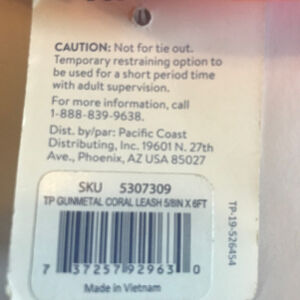 CAUTION: Not for tie out.
Temporary restraining option to
be used for a short period time
with adult supervision.
For more information, call
1-888-839-9638.
Dist. by/par: Pacific Coast
Distributing, Inc. 19601 N. 27th
Ave., Phoenix, AZ USA 85027
SKU 5307309
TP GUNMETAL CORAL LEASH 5/8IN X 6FT
7 37257 92963 0
Made in Vietnam
TP-19-526454